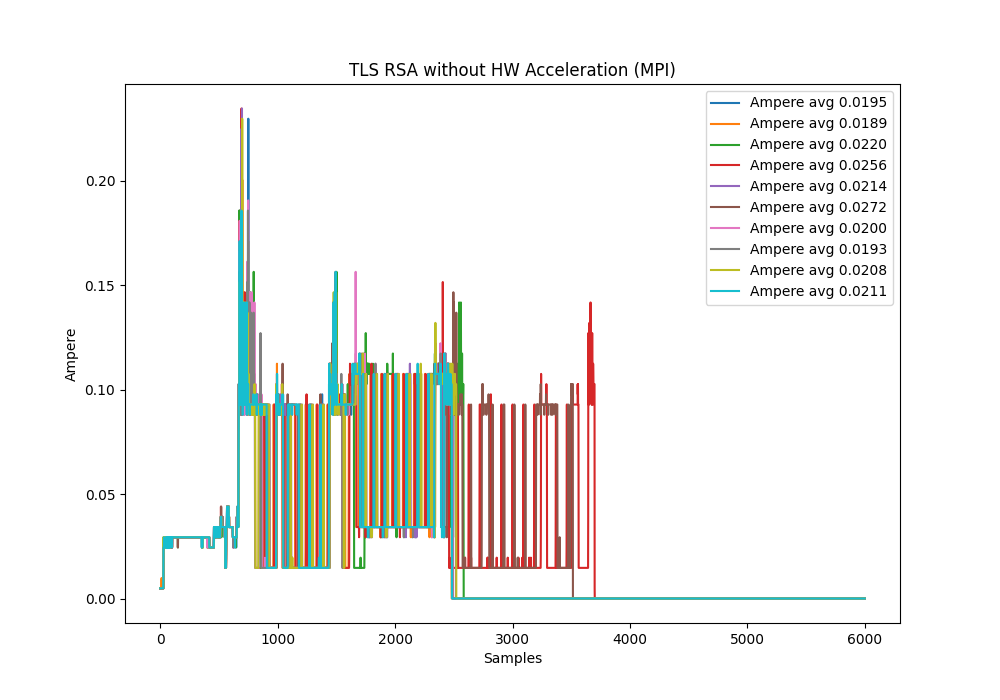 TLS RSA without HW Acceleration (MPI)
Ampere avg 0.0195
Ampere avg 0.0189
Ampere avg 0.0220
Ampere avg 0.0256
Ampere avg 0.0214
Ampere avg 0.0272
Ampere avg 0.0200
Ampere avg 0.0193
Ampere avg 0.0208
Ampere avg 0.0211
Ampere
0.20
0.15
0.10
0.05
0.00
0 1000 2000 3000 4000 5000 6000
Samples